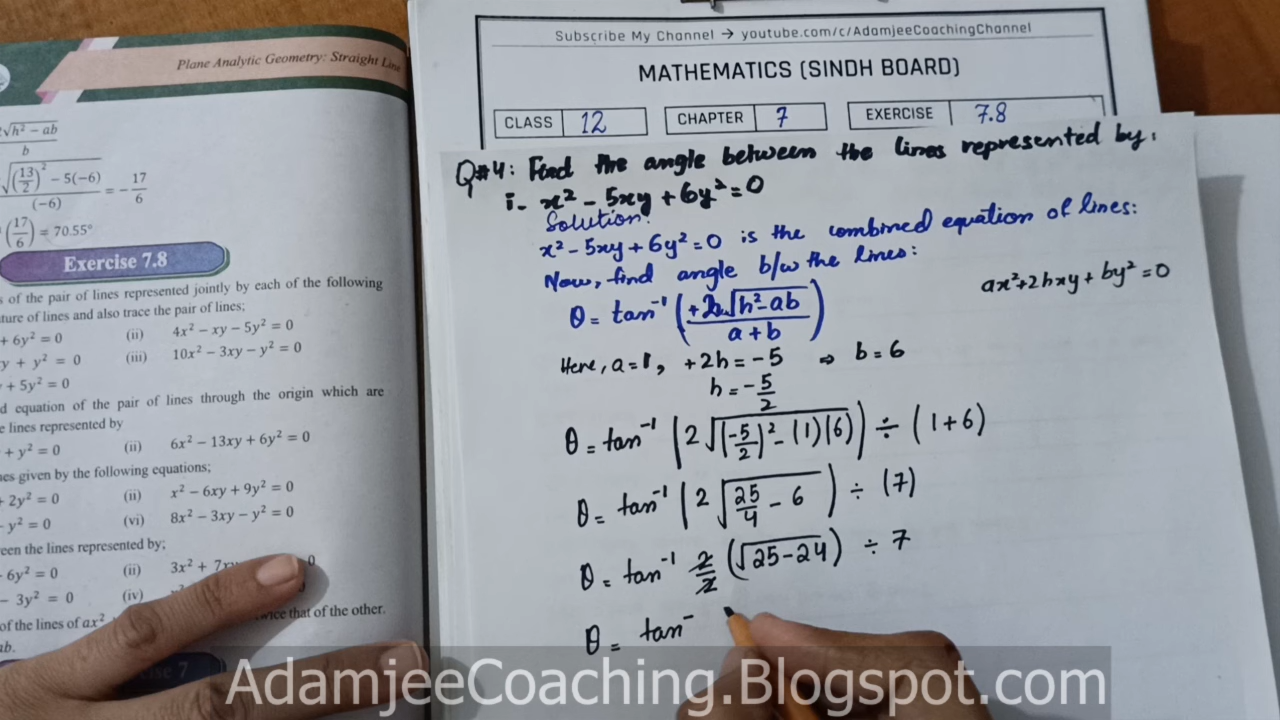 Plane Analytic Geometry: Straight Line
√h² − ab
b
√(13/2)² − 5(−6)
(−6)
= − 17/6
(17/6) = 70.55°
Exercise 7.8
s of the pair of lines represented jointly by each of the following
ture of lines and also trace the pair of lines;
+ 6y² = 0 (ii) 4x² − xy − 5y² = 0
y + y² = 0 (iii) 10x² − 3xy − y² = 0
+ 5y² = 0
d equation of the pair of lines through the origin which are
e lines represented by
+ y² = 0 (ii) 6x² − 13xy + 6y² = 0
nes given by the following equations;
+ 2y² = 0 (ii) x² − 6xy + 9y² = 0
− y² = 0 (vi) 8x² − 3xy − y² = 0
een the lines represented by;
6y² = 0 (ii) 3x² + 7xy
− 3y² = 0 (iv)
of the lines of ax² twice that of the other.
ab.
7
Subscribe My Channel → youtube.com/c/AdamjeeCoachingChannel
MATHEMATICS (SINDH BOARD)
CLASS 12 CHAPTER 7 EXERCISE 7.8
Q#4: Find the angle between the lines represented by:
i- x² - 5xy + 6y² = 0
Solution:
x² - 5xy + 6y² = 0 is the combined equation of lines:
Now, find angle b/w the lines:
ax² + 2hxy + by² = 0
θ = tan⁻¹ (+2√h²-ab / a+b)
Here, a=1, +2h = -5 ⇒ b = 6
h = -5/2
θ = tan⁻¹ (2√(-5/2)² - (1)(6)) ÷ (1+6)
θ = tan⁻¹ (2√25/4 - 6) ÷ (7)
θ = tan⁻¹ 2/2 (√25-24) ÷ 7
θ = tan⁻
AdamjeeCoaching.Blogspot.com